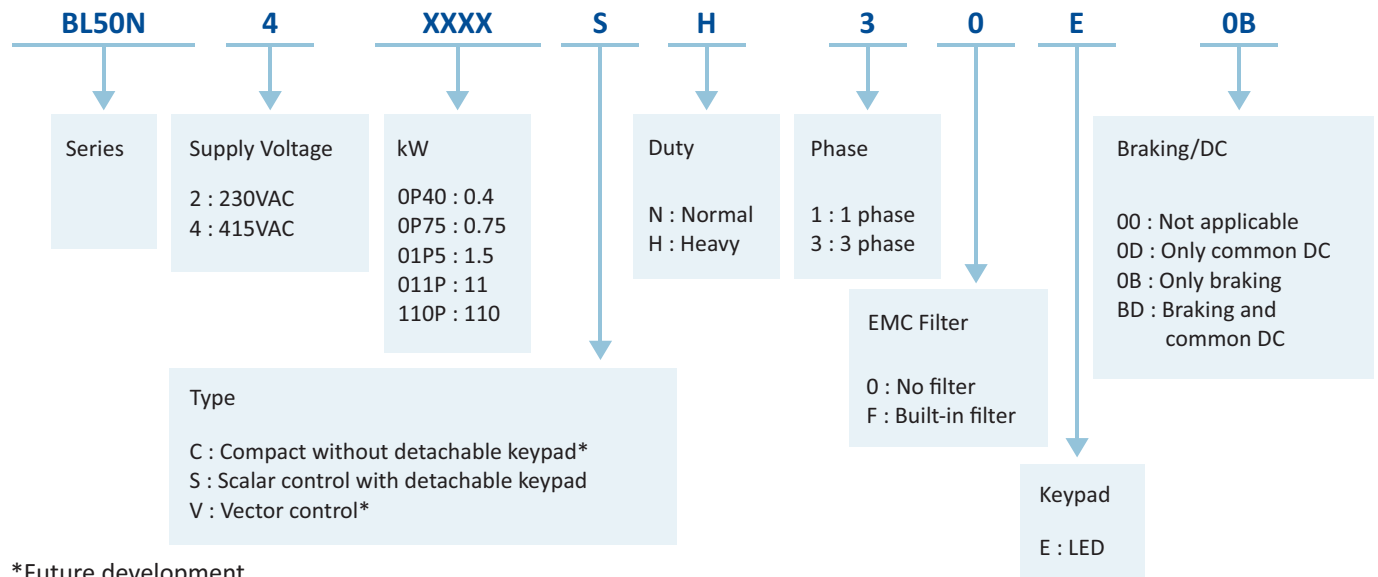 BL50N 4 XXXX S H 3 0 E 0B
Series
Supply Voltage
2 : 230VAC
4 : 415VAC
kW
0P40 : 0.4
0P75 : 0.75
01P5 : 1.5
011P : 11
110P : 110
Duty
N : Normal
H : Heavy
Phase
1 : 1 phase
3 : 3 phase
Braking/DC
00 : Not applicable
0D : Only common DC
0B : Only braking
BD : Braking and
common DC
EMC Filter
0 : No filter
F : Built-in filter
Type
C : Compact without detachable keypad*
S : Scalar control with detachable keypad
V : Vector control*
Keypad
E : LED
*Future development